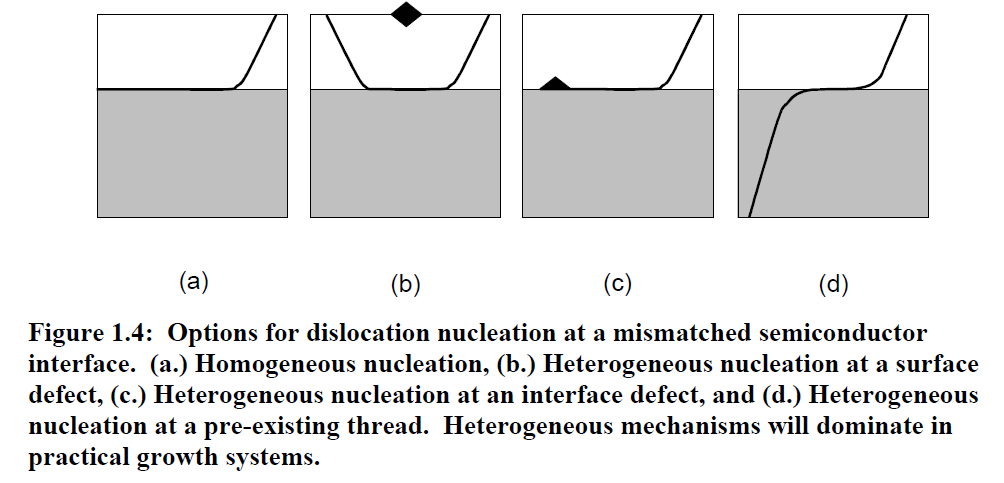 (a) (b) (c) (d)
Figure 1.4: Options for dislocation nucleation at a mismatched semiconductor
interface. (a.) Homogeneous nucleation, (b.) Heterogeneous nucleation at a surface
defect, (c.) Heterogeneous nucleation at an interface defect, and (d.) Heterogeneous
nucleation at a pre-existing thread. Heterogeneous mechanisms will dominate in
practical growth systems.